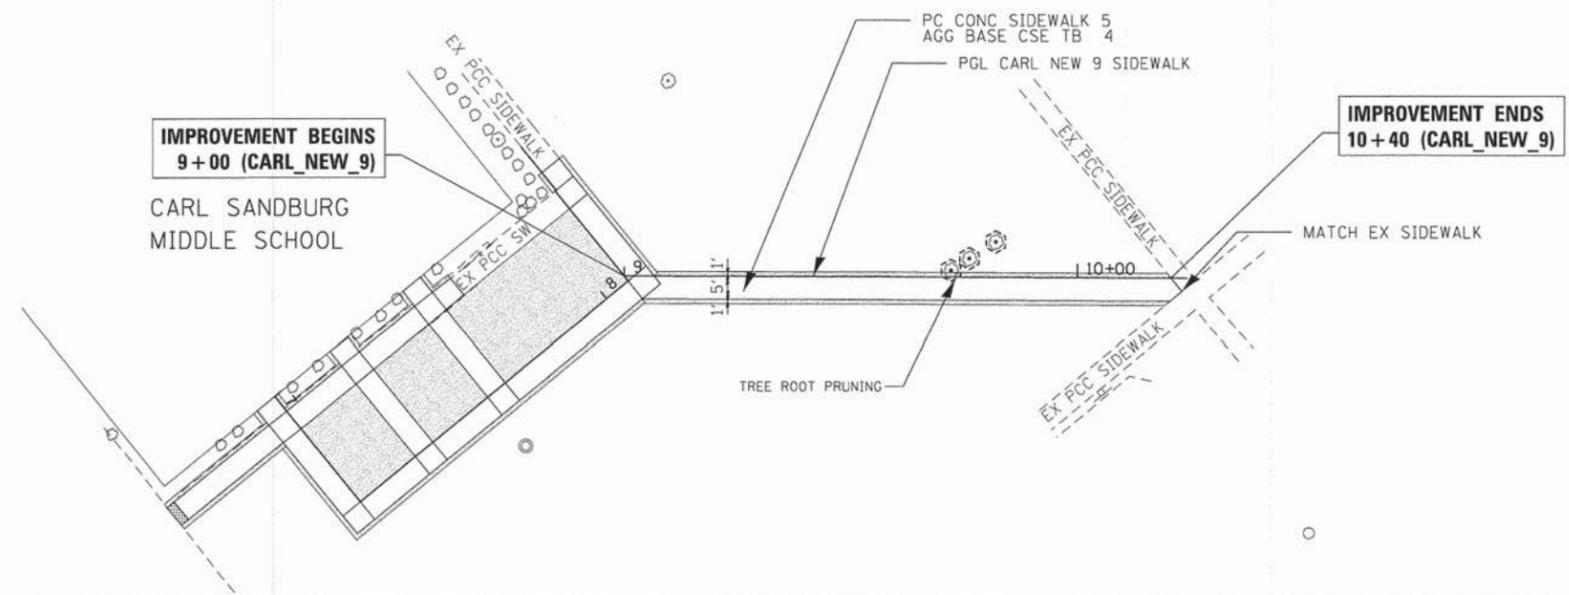 PC CONC SIDEWALK 5
AGG BASE CSE TB 4
PGL CARL NEW 9 SIDEWALK
EX PCC SIDEWALK
IMPROVEMENT BEGINS
9+00 (CARL_NEW_9)
CARL SANDBURG
MIDDLE SCHOOL
EX PCC SW
9
8
7
1'
5'
1'
10+00
EX PCC SIDEWALK
IMPROVEMENT ENDS
10+40 (CARL_NEW_9)
MATCH EX SIDEWALK
TREE ROOT PRUNING
EX PCC SIDEWALK